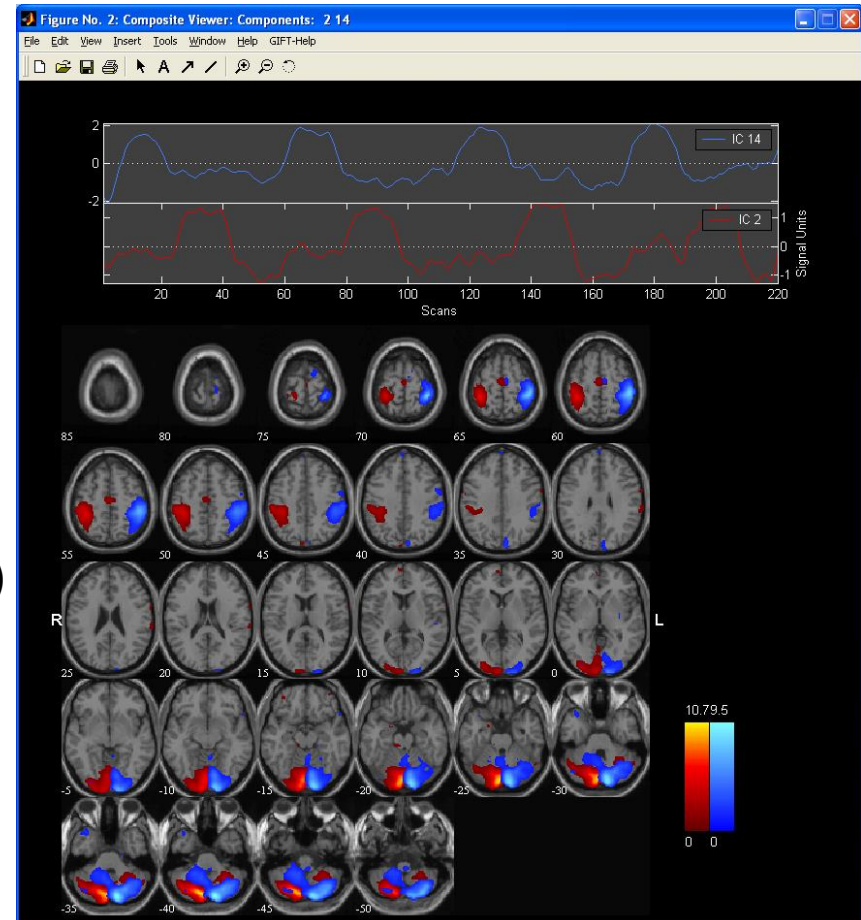 Figure No. 2: Composite Viewer: Components: 2 14
File Edit View Insert Tools Window Help GIFT-Help
A
2
0
-2
IC 14
IC 2
1
0
-1
Signal Units
20 40 60 80 100 120 140 160 180 200 220
Scans
85 80 75 70 65 60
55 50 45 40 35 30
R
L
25 20 15 10 5 0
10.79.5
-5 -10 -15 -20 -25 -30
0 0
-35 -40 -45 -50
)